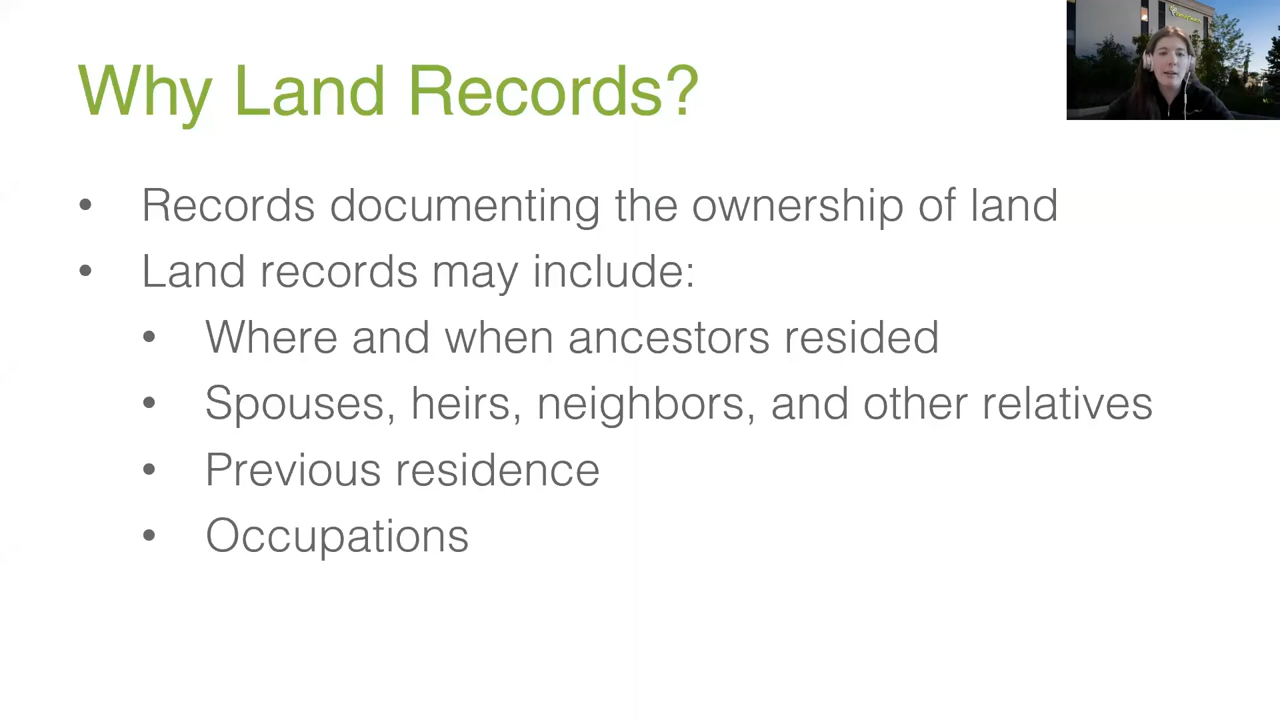 Why Land Records?
• Records documenting the ownership of land
• Land records may include:
• Where and when ancestors resided
• Spouses, heirs, neighbors, and other relatives
• Previous residence
• Occupations